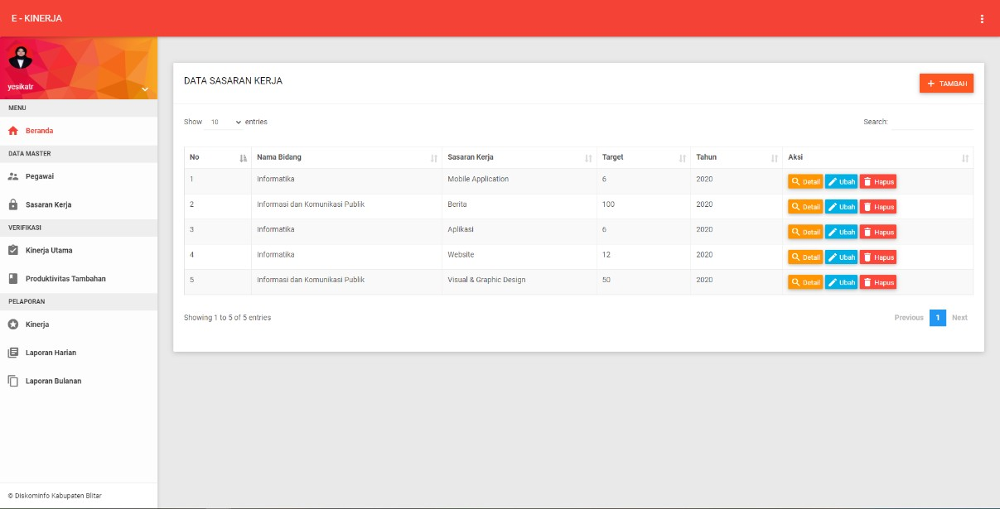 E - KINERJA
yesikatr
MENU
Beranda
DATA MASTER
Pegawai
Sasaran Kerja
VERIFIKASI
Kinerja Utama
Produktivitas Tambahan
PELAPORAN
Kinerja
Laporan Harian
Laporan Bulanan
© Diskominfo Kabupaten Blitar
DATA SASARAN KERJA
+ TAMBAH
Show 10 entries
Search:
No Nama Bidang Sasaran Kerja Target Tahun Aksi
1 Informatika Mobile Application 6 2020 Detail Ubah Hapus
2 Informasi dan Komunikasi Publik Berita 100 2020 Detail Ubah Hapus
3 Informatika Aplikasi 6 2020 Detail Ubah Hapus
4 Informatika Website 12 2020 Detail Ubah Hapus
5 Informasi dan Komunikasi Publik Visual & Graphic Design 50 2020 Detail Ubah Hapus
Showing 1 to 5 of 5 entries
Previous 1 Next